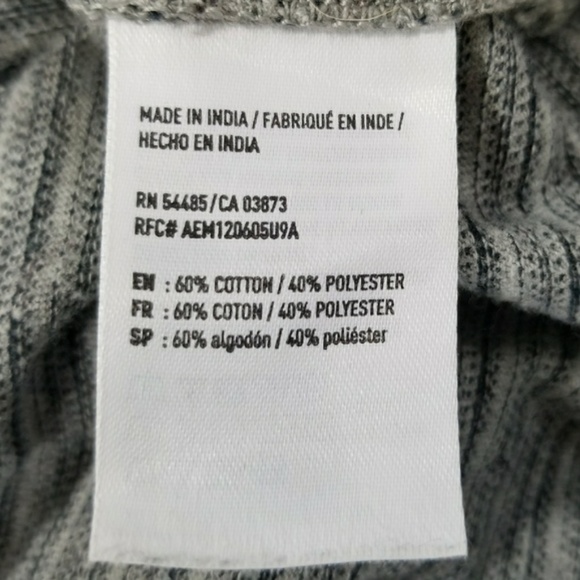 MADE IN INDIA / FABRIQUÉ EN INDE /
HECHO EN INDIA
RN 54485/CA 03873
RFC# AEM120605U9A
EN : 60% COTTON / 40% POLYESTER
FR : 60% COTON / 40% POLYESTER
SP : 60% algodón / 40% poliéster